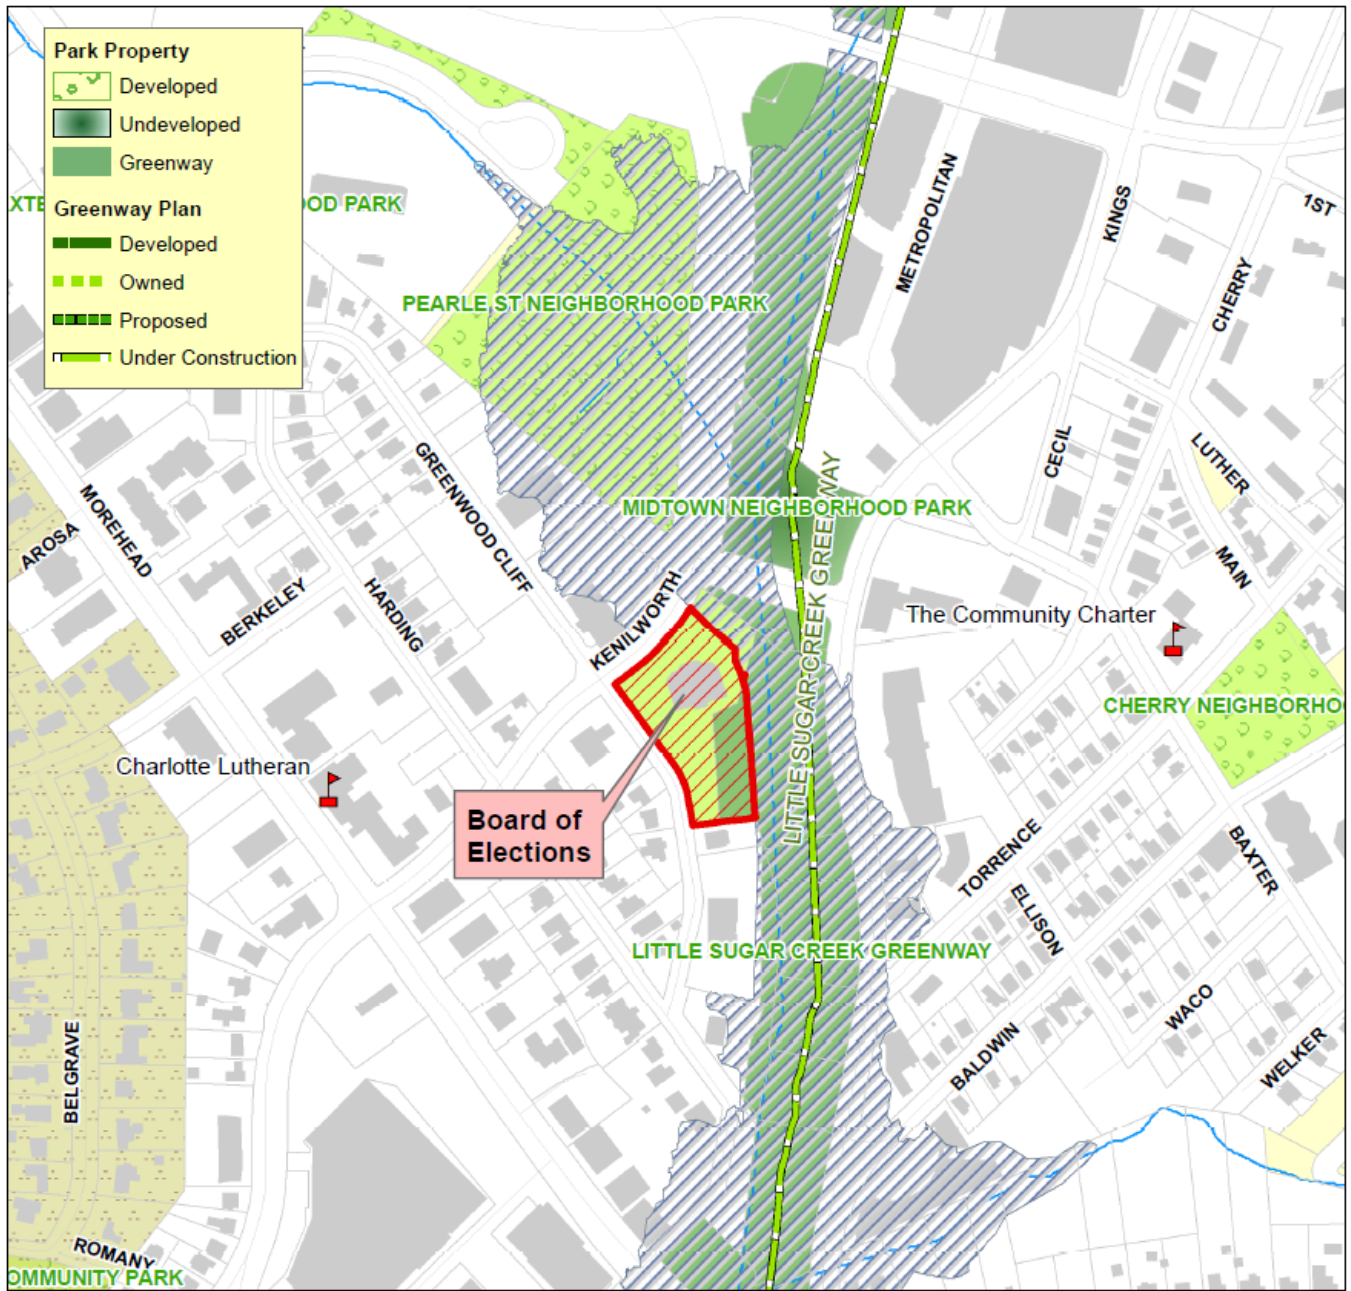 Park Property
Developed
Undeveloped
Greenway
Greenway Plan
Developed
Owned
Proposed
Under Construction
XTE
OOD PARK
PEARLE ST NEIGHBORHOOD PARK
METROPOLITAN
KINGS
1ST
CHERRY
CECIL
LUTHER
MAIN
GREENWOOD CLIFF
MOREHEAD
AROSA
BERKELEY
HARDING
KENILWORTH
MIDTOWN NEIGHBORHOOD PARK
LITTLE SUGAR CREEK GREENWAY
The Community Charter
CHERRY NEIGHBORHO
Charlotte Lutheran
Board of
Elections
TORRENCE
ELLISON
BAXTER
LITTLE SUGAR CREEK GREENWAY
WACO
BALDWIN
WELKER
BELGRAVE
ROMANY
OMMUNITY PARK